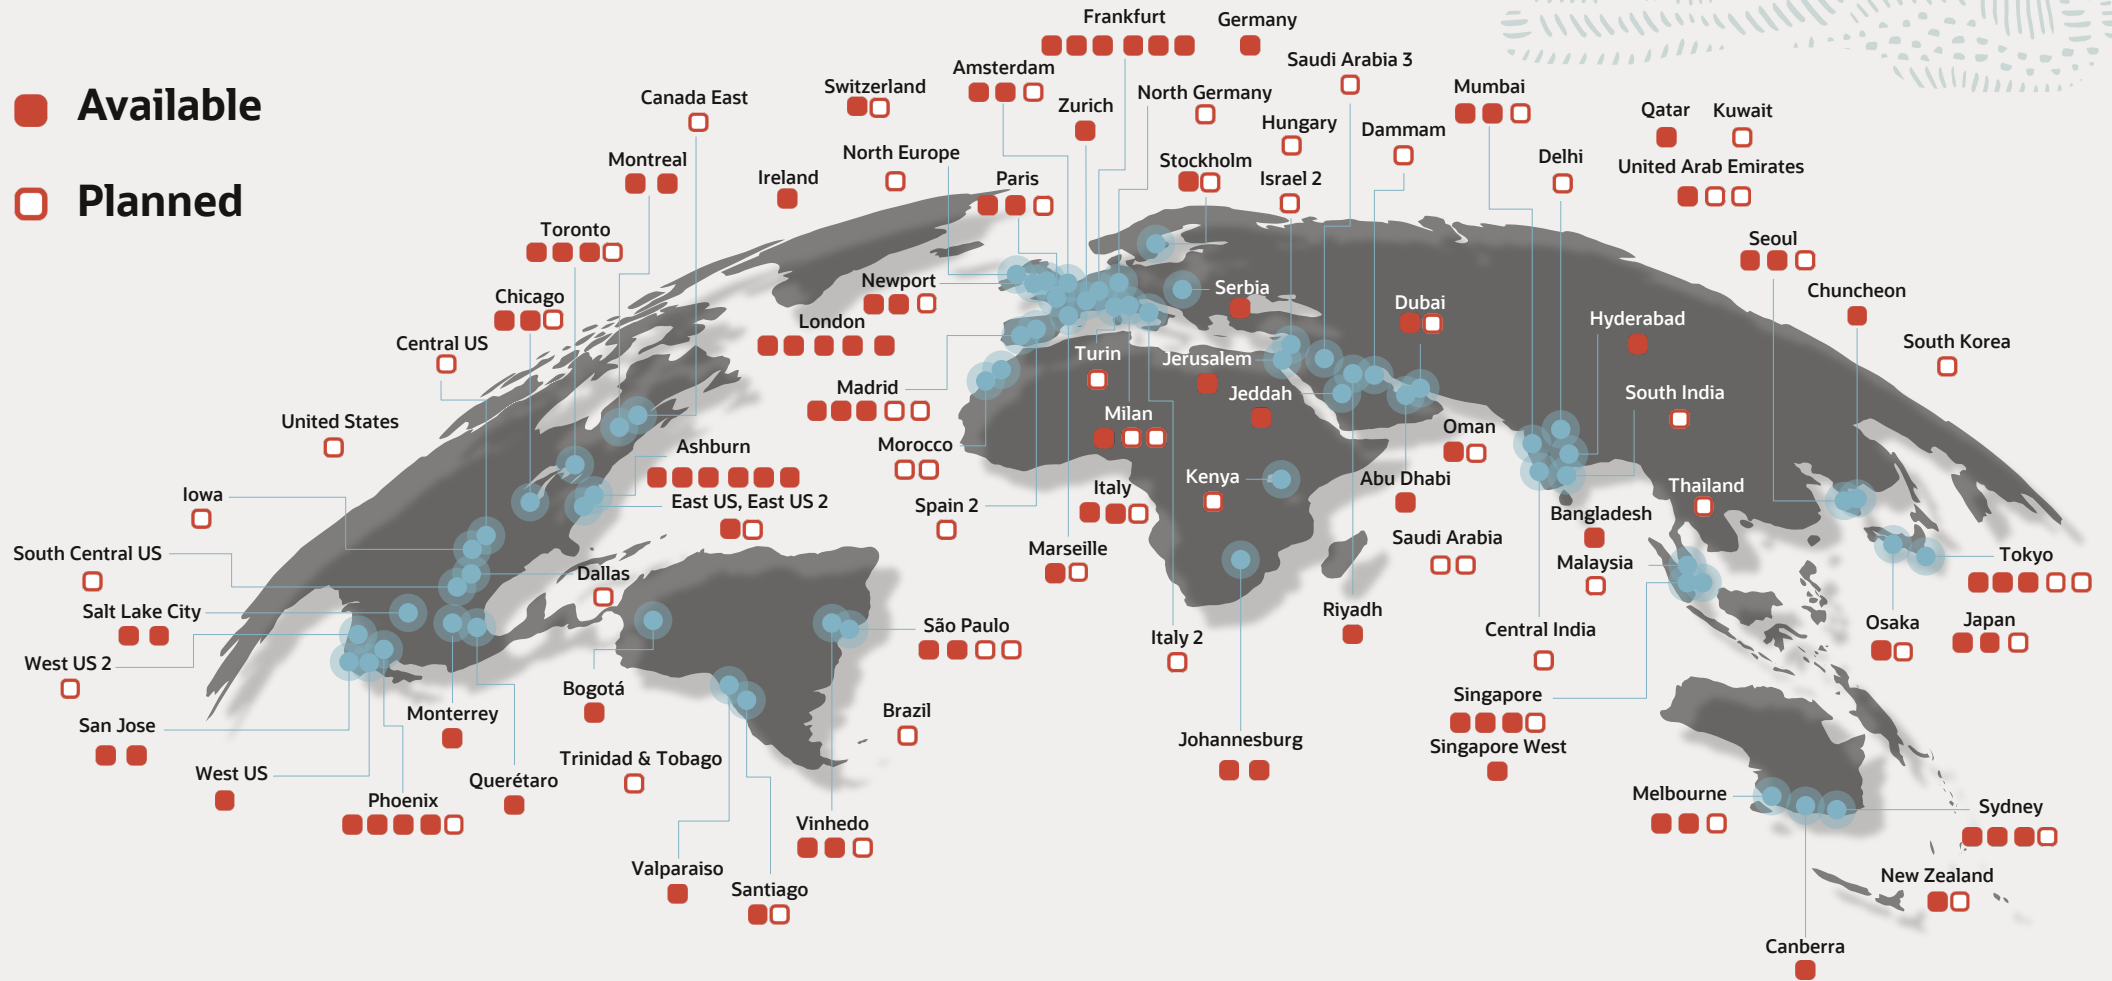 Available
Planned
Frankfurt
Germany
Amsterdam
Saudi Arabia 3
Switzerland
Mumbai
Canada East
Zurich
North Germany
Qatar
Kuwait
Hungary
Dammam
Montreal
North Europe
Stockholm
Delhi
United Arab Emirates
Ireland
Paris
Israel 2
Toronto
Seoul
Newport
Serbia
Chuncheon
Chicago
Dubai
London
Hyderabad
Central US
South Korea
Turin
Jerusalem
Madrid
Jeddah
South India
United States
Milan
Morocco
Oman
Ashburn
Kenya
Abu Dhabi
Iowa
East US, East US 2
Spain 2
Italy
Thailand
Bangladesh
South Central US
Marseille
Saudi Arabia
Malaysia
Tokyo
Dallas
Salt Lake City
Riyadh
São Paulo
Italy 2
Central India
Osaka
Japan
West US 2
Bogotá
Singapore
San Jose
Monterrey
Brazil
Johannesburg
Singapore West
West US
Querétaro
Trinidad & Tobago
Phoenix
Vinhedo
Melbourne
Sydney
Valparaiso
Santiago
New Zealand
Canberra